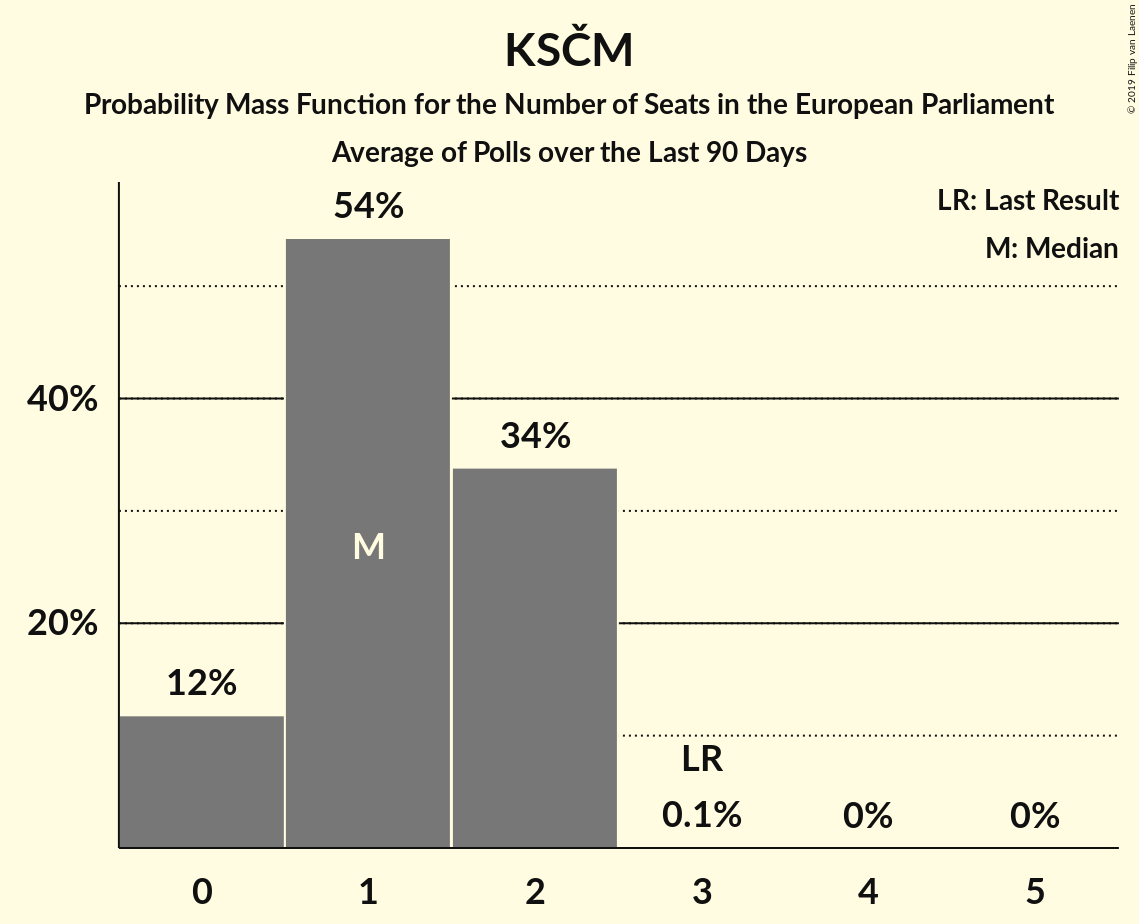 KSČM
Probability Mass Function for the Number of Seats in the European Parliament
Average of Polls over the Last 90 Days
© 2019 Filip van Laenen
LR: Last Result
M: Median
54%
40%
34%
M
20%
12%
LR
0.1%
0%
0%
0
1
2
3
4
5